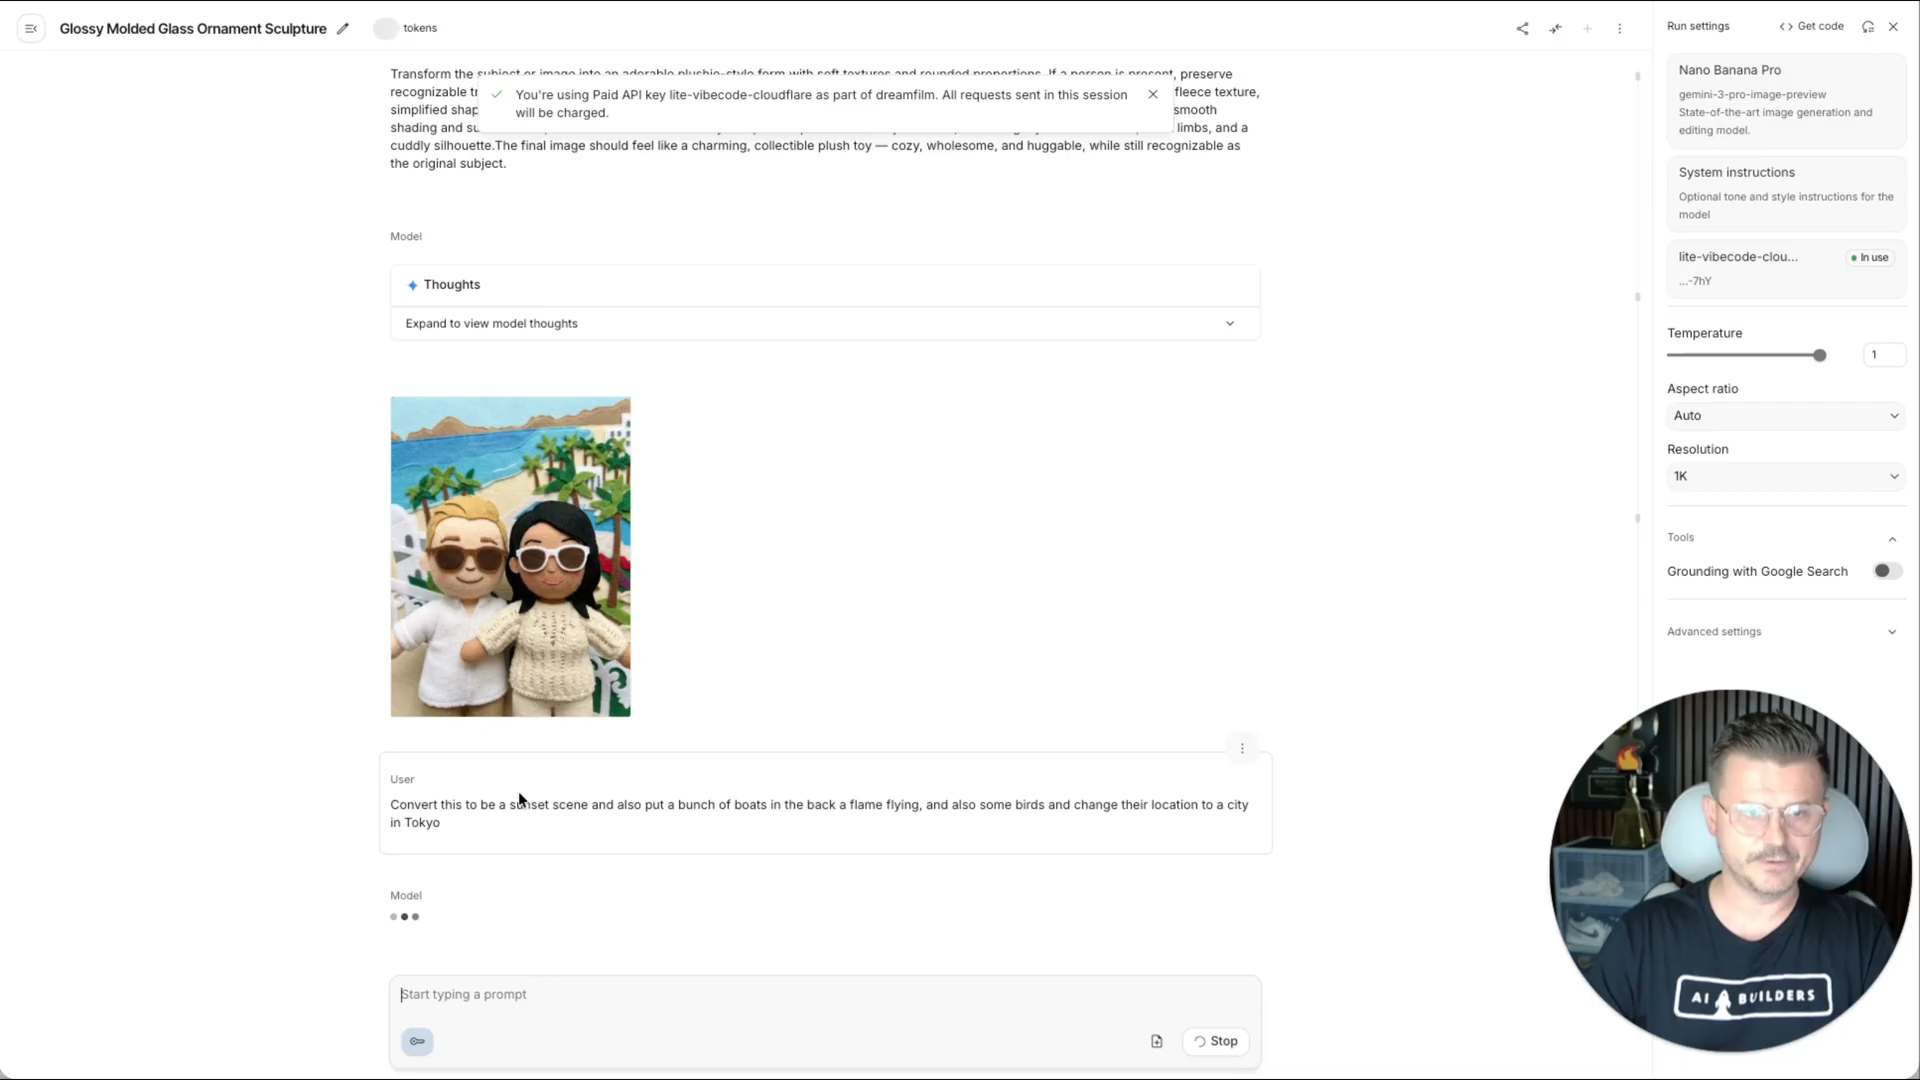 Glossy Molded Glass Ornament Sculpture
tokens
Transform the subject or image into an adorable plushie-style form with soft textures and rounded proportions. If a person is present, preserve
recognizable
fleece texture,
simplified
smooth
shading and
limbs, and a
cuddly silhouette.The final image should feel like a charming, collectible plush toy — cozy, wholesome, and huggable, while still recognizable as
the original subject.
You're using Paid API key lite-vibecode-cloudflare as part of dreamfilm. All requests sent in this session
will be charged.
Model
Thoughts
Expand to view model thoughts
User
Convert this to be a sunset scene and also put a bunch of boats in the back a flame flying, and also some birds and change their location to a city
in Tokyo
Model
Start typing a prompt
Stop
Run settings
Get code
Nano Banana Pro
gemini-3-pro-image-preview
State-of-the-art image generation and
editing model.
System instructions
Optional tone and style instructions for the
model
lite-vibecode-clou...
In use
...-7hY
Temperature
1
Aspect ratio
Auto
Resolution
1K
Tools
Grounding with Google Search
Advanced settings
AI BUILDERS